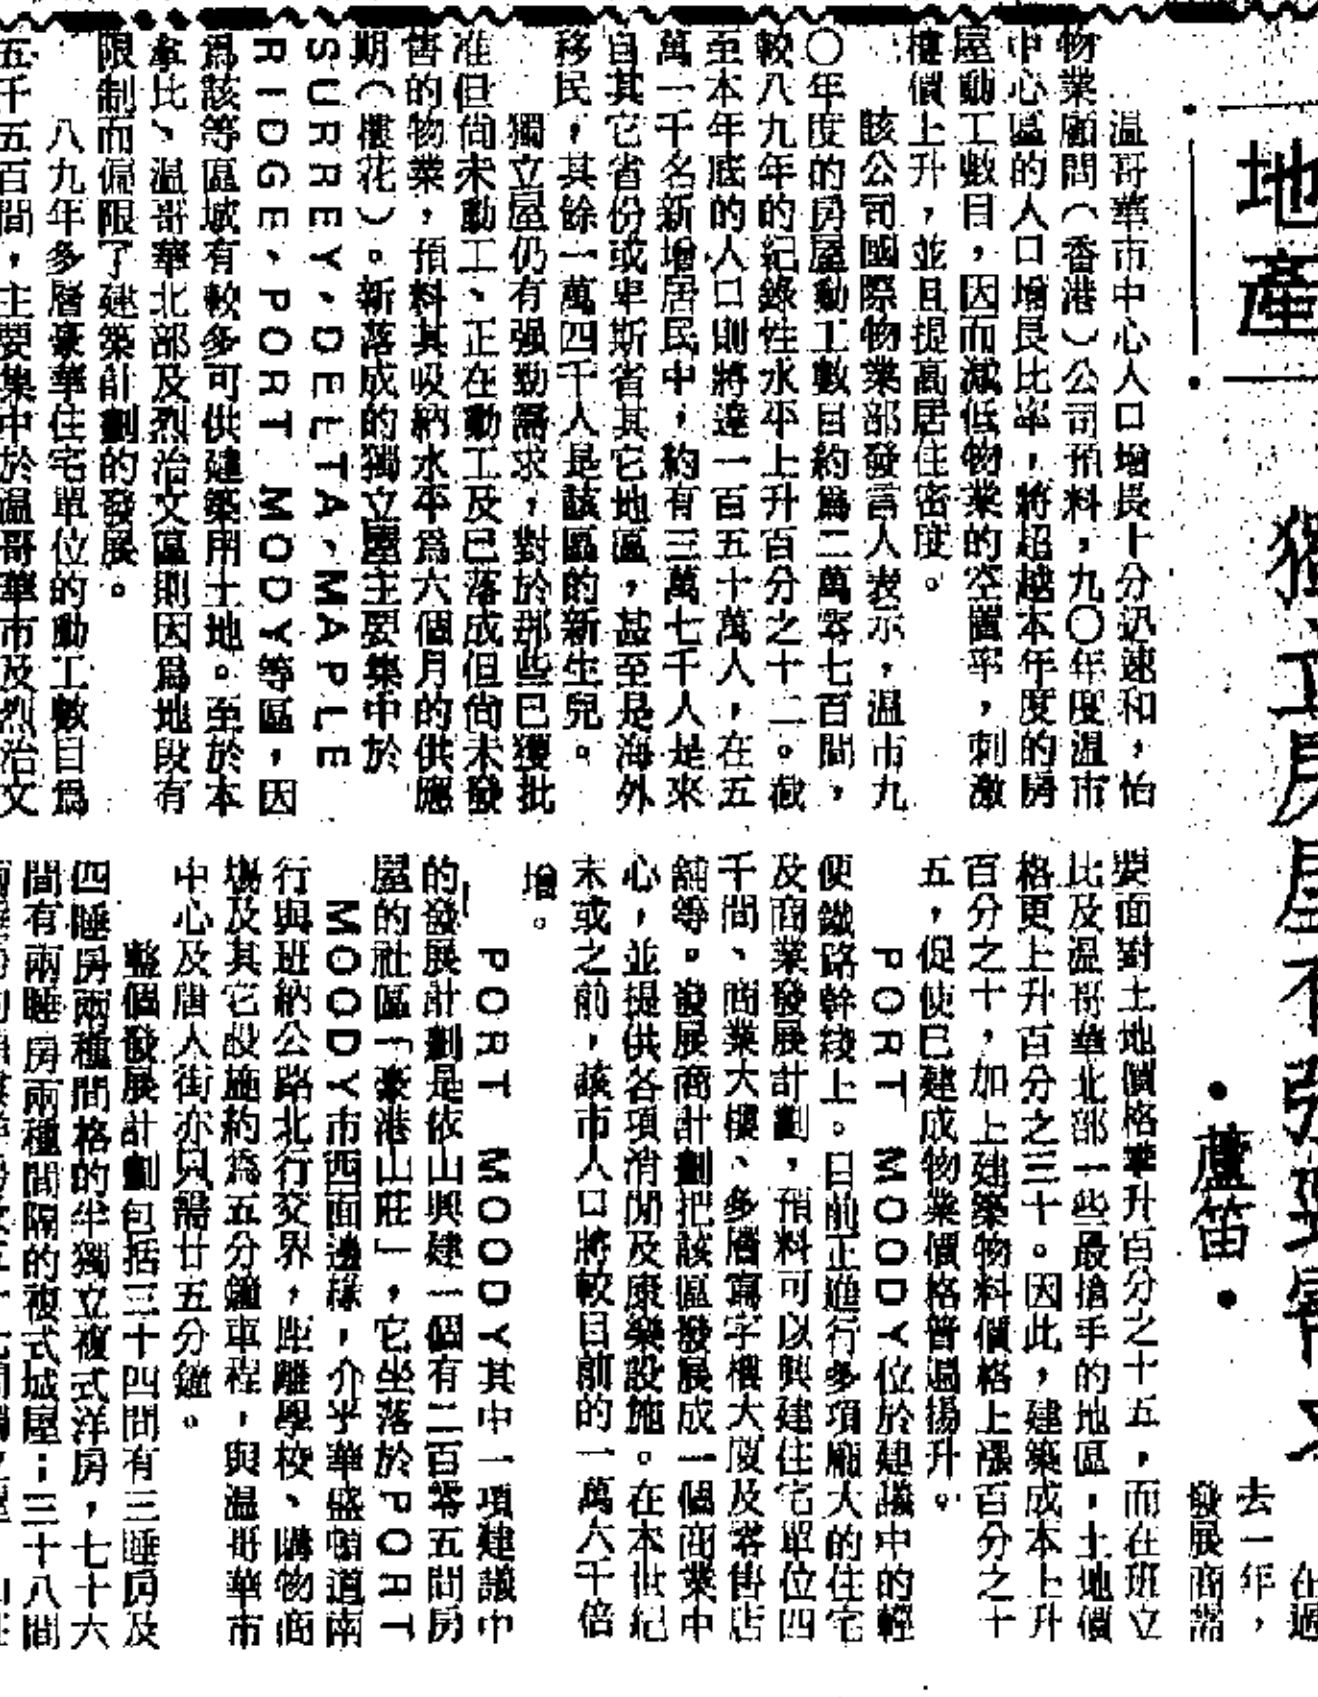 地產
蘆笛
溫哥華市中心人口增長十分迅速和,怡
物業顧問(香港)公司預料,九〇年度溫市
中心區的人口增長比率,將超越本年度的房
屋動工數目,因而減低物業的空置率,刺激
樓價上升,並且提高居住密度。
該公司國際物業部發言人表示,溫市九
〇年度的房屋動工數目約爲二萬零七百間,
較八九年的紀錄性水平上升百分之十二。截
至本年底的人口則將達一百五十萬人,在五
萬一千名新增居民中,約有三萬七千人是來
自其它省份或卑斯省其它地區,甚至是海外
移民,其餘一萬四千人是該區的新生兒。
獨立屋仍有强勁需求,對於那些已獲批
准但尚未動工、正在動工及已落成但尚未發
售的物業,預料其吸納水平爲六個月的供應
期(樓花)。新落成的獨立屋主要集中於
SURREY、DELTA、MAPLE
RIDGE、PORT MODY等區,因
爲該等區域有較多可供建築用土地。至於本
拿比、溫哥華北部及烈治文區則因爲地段有
限制而侷限了建築計劃的發展。
八九年多層豪華住宅單位的動工數目爲
五千五百間,主要集中於溫哥華市及烈治文
在過
去一年,
發展商需
要面對土地價格攀升百分之十五,而在班立
比及溫哥華北部一些最搶手的地區,土地價
格更上升百分之三十。因此,建築成本上升
百分之十,加上建築物料價格上漲百分之十
五,促使已建成物業價格普遍揚升。
PORT MOODY位於建議中的輕
便鐵路幹綫上。目前正進行多項龐大的住宅
及商業發展計劃,預料可以興建住宅單位四
千間、商業大樓、多層寫字樓大廈及零售店
舖等。發展商計劃把該區發展成一個商業中
心,並提供各項消閒及康樂設施。在本世紀
末或之前,該市人口將較目前的一萬六千倍
增。
PORT MOODY其中一項建議中
的發展計劃是依山興建一個有二百零五間房
屋的社區「豪港山莊」,它坐落於PORT
MOODY市西面邊緣,介乎華盛頓道南
行與班納公路北行交界,距離學校、購物商
場及其它設施約爲五分鐘車程,與溫哥華市
中心及唐人街亦只需廿五分鐘。
整個發展計劃包括三十四間有三睡房及
四睡房兩種間格的半獨立複式洋房,七十六
間有兩睡房兩種間隔的複式城屋;三十八間